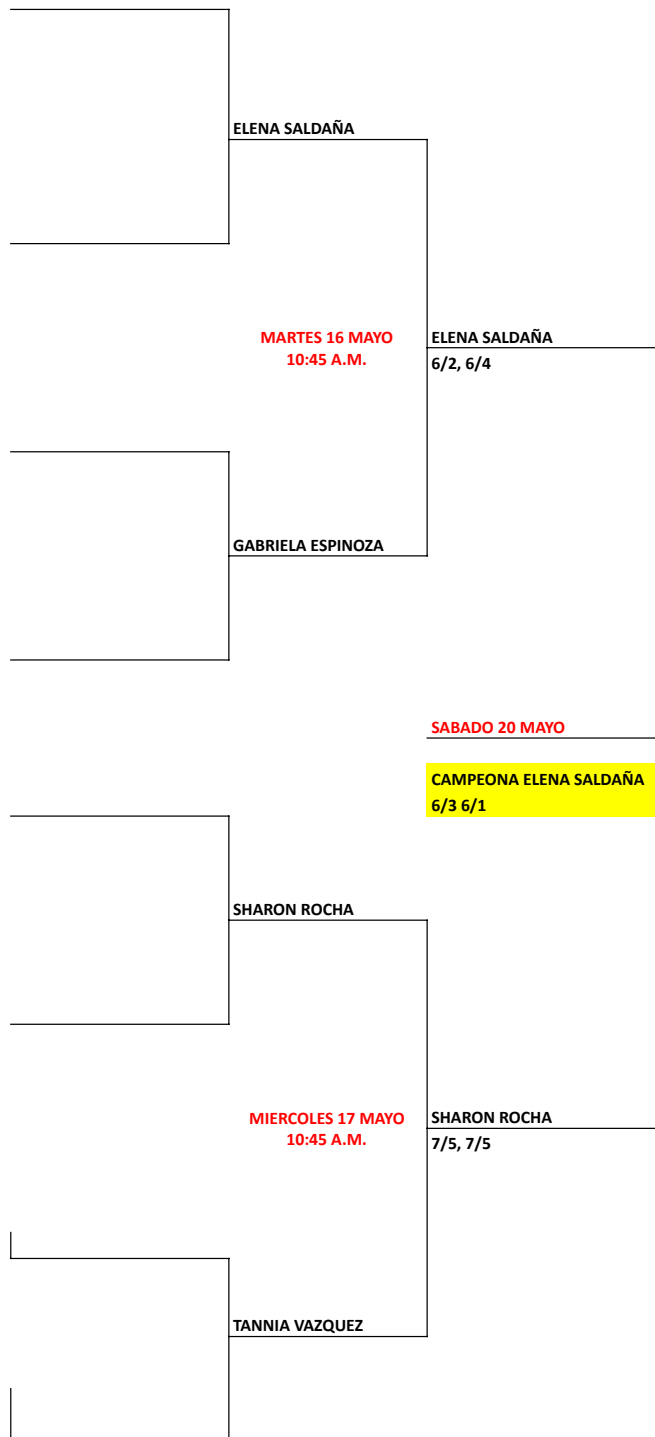 ELENA SALDAÑA
MARTES 16 MAYO
10:45 A.M.
ELENA SALDAÑA
6/2, 6/4
GABRIELA ESPINOZA
SABADO 20 MAYO
CAMPEONA ELENA SALDAÑA
6/3 6/1
SHARON ROCHA
MIERCOLES 17 MAYO
10:45 A.M.
SHARON ROCHA
7/5, 7/5
TANNIA VAZQUEZ